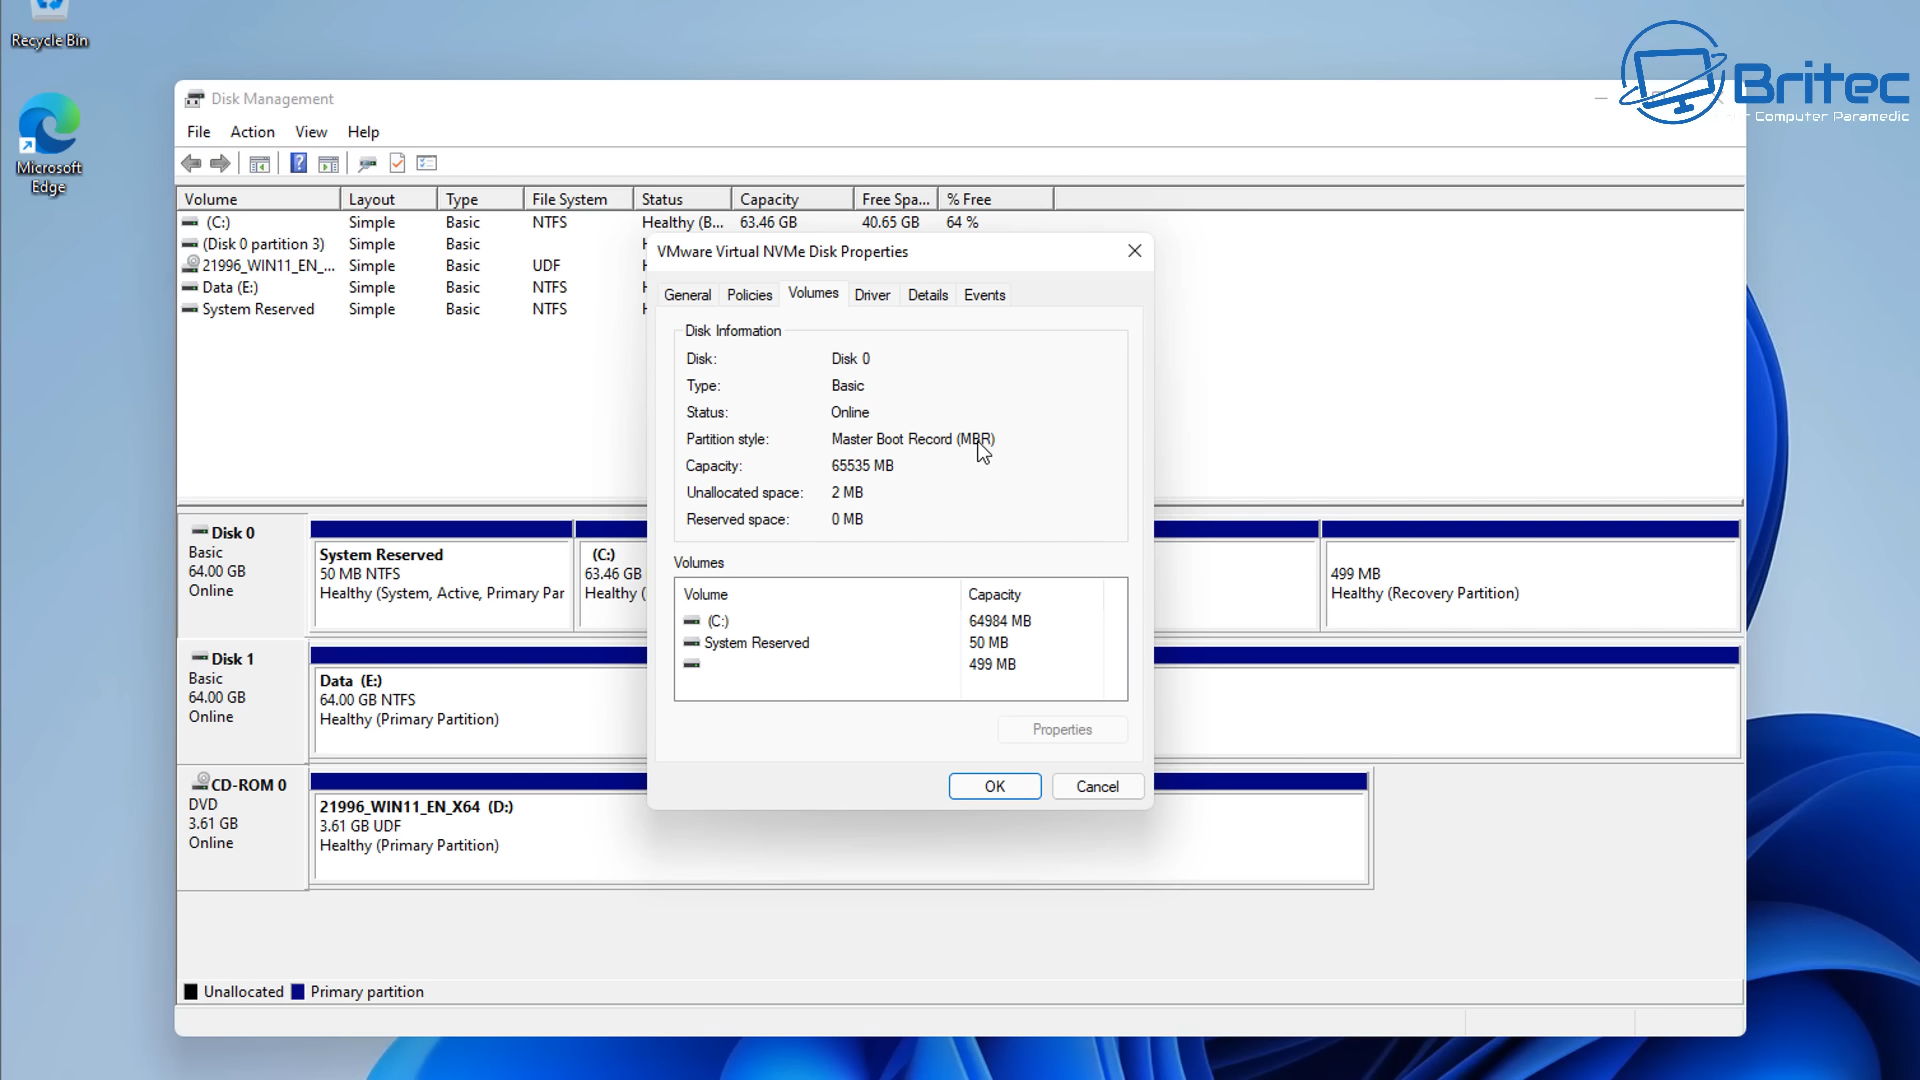 Recycle Bin
Microsoft
Edge
Britec
Computer Paramedic
Disk Management
File Action View Help
Volume Layout Type File System Status Capacity Free Spa... % Free
(C:) Simple Basic NTFS Healthy (B... 63.46 GB 40.65 GB 64 %
(Disk 0 partition 3) Simple Basic
21996_WIN11_EN_... Simple Basic UDF
Data (E:) Simple Basic NTFS
System Reserved Simple Basic NTFS
VMware Virtual NVMe Disk Properties
General Policies Volumes Driver Details Events
Disk Information
Disk: Disk 0
Type: Basic
Status: Online
Partition style: Master Boot Record (MBR)
Capacity: 65535 MB
Unallocated space: 2 MB
Reserved space: 0 MB
Volumes
Volume Capacity
(C:) 64984 MB
System Reserved 50 MB
499 MB
Properties
OK Cancel
Disk 0
Basic
64.00 GB
Online
System Reserved
50 MB NTFS
Healthy (System, Active, Primary Par
(C:)
63.46 GB
Healthy (
499 MB
Healthy (Recovery Partition)
Disk 1
Basic
64.00 GB
Online
Data (E:)
64.00 GB NTFS
Healthy (Primary Partition)
CD-ROM 0
DVD
3.61 GB
Online
21996_WIN11_EN_X64 (D:)
3.61 GB UDF
Healthy (Primary Partition)
Unallocated Primary partition